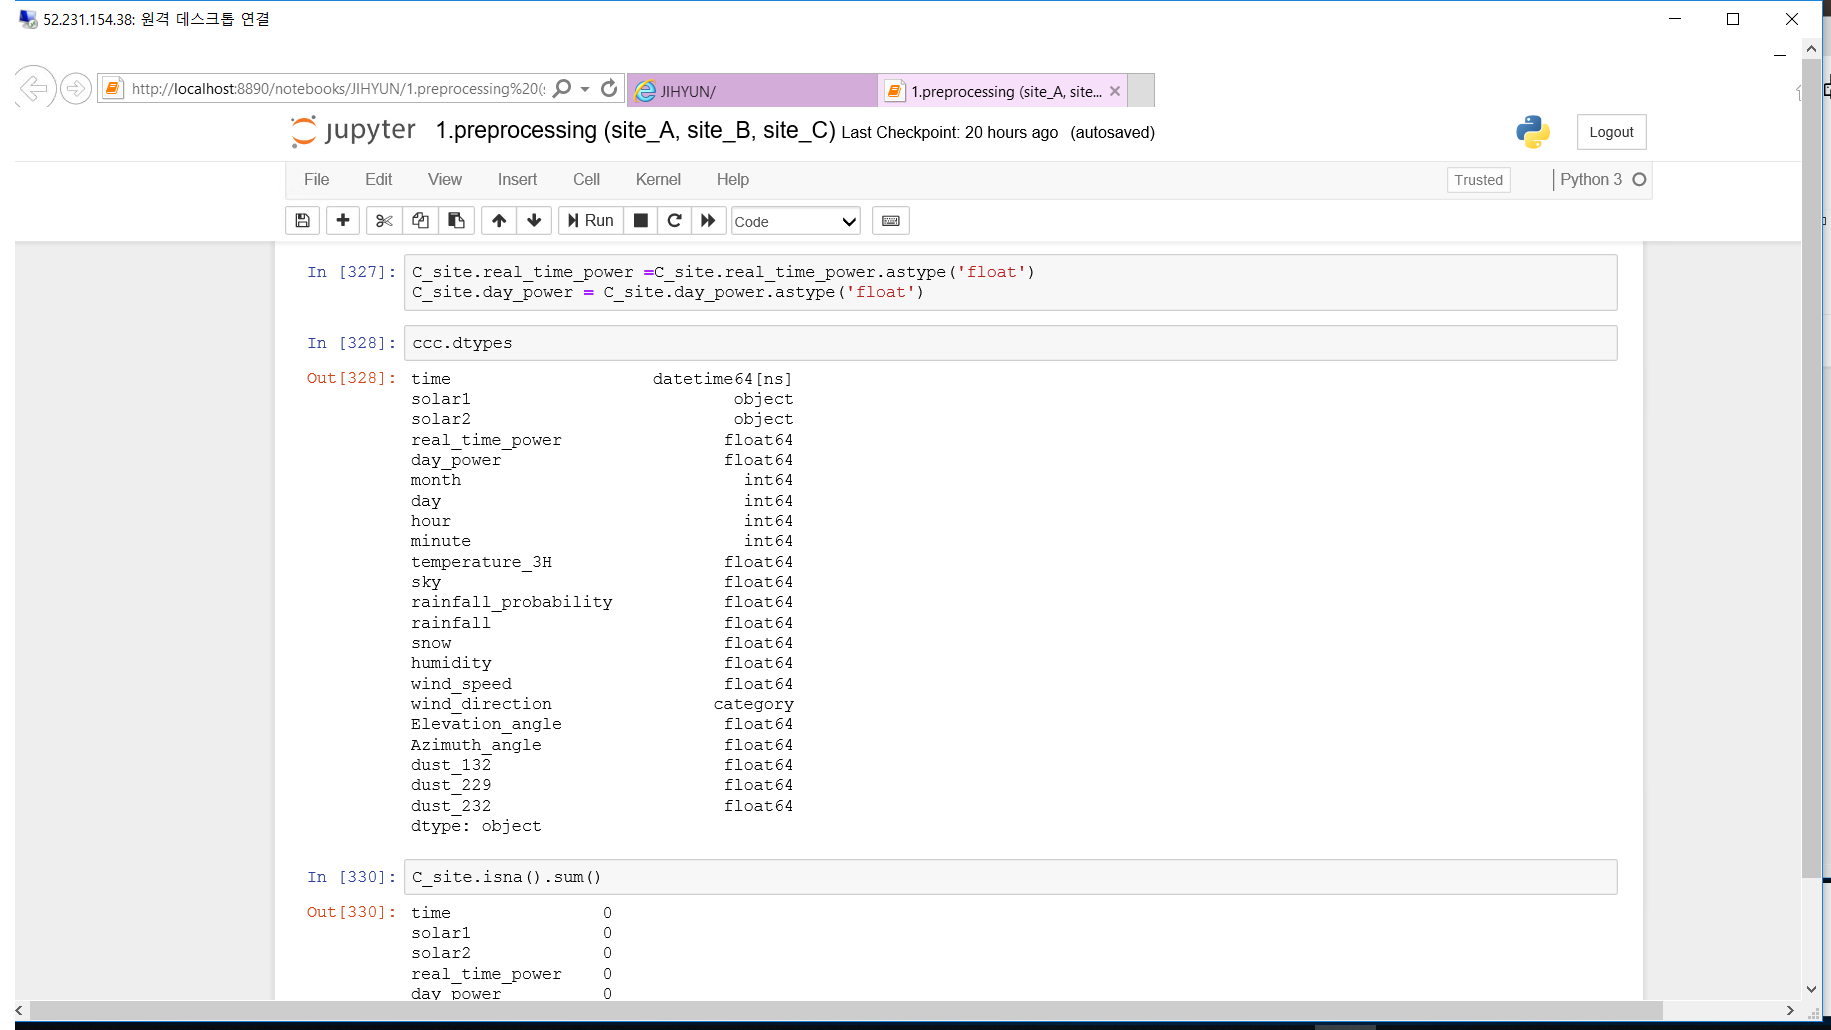 52.231.154.38: 원격 데스크톱 연결
http://localhost:8890/notebooks/JIHYUN/1.preprocessing%20(
JIHYUN/
1.preprocessing (site_A, site...
jupyter 1.preprocessing (site_A, site_B, site_C) Last Checkpoint: 20 hours ago (autosaved)
Logout
File Edit View Insert Cell Kernel Help
Trusted Python 3
Run Code
In [327]: C_site.real_time_power =C_site.real_time_power.astype('float')
C_site.day_power = C_site.day_power.astype('float')
In [328]: ccc.dtypes
Out[328]: time datetime64[ns]
solar1 object
solar2 object
real_time_power float64
day_power float64
month int64
day int64
hour int64
minute int64
temperature_3H float64
sky float64
rainfall_probability float64
rainfall float64
snow float64
humidity float64
wind_speed float64
wind_direction category
Elevation_angle float64
Azimuth_angle float64
dust_132 float64
dust_229 float64
dust_232 float64
dtype: object
In [330]: C_site.isna().sum()
Out[330]: time 0
solar1 0
solar2 0
real_time_power 0
day_power 0